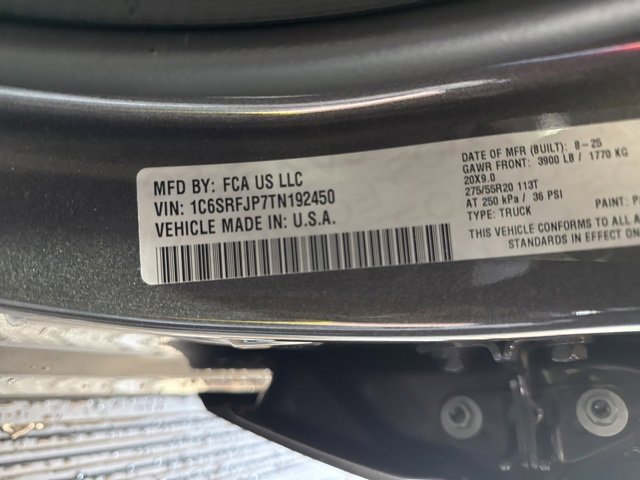 MFD BY: FCA US LLC
VIN: 1C6SRFJP7TN192450
VEHICLE MADE IN: U.S.A.
DATE OF MFR (BUILT): 8-25
GAWR FRONT: 3900 LB / 1770 KG
20X9.0
275/55R20 113T
AT 250 kPa / 36 PSI
TYPE: TRUCK
PAINT: P
THIS VEHICLE CONFORMS TO A
STANDARDS IN EFFECT ON